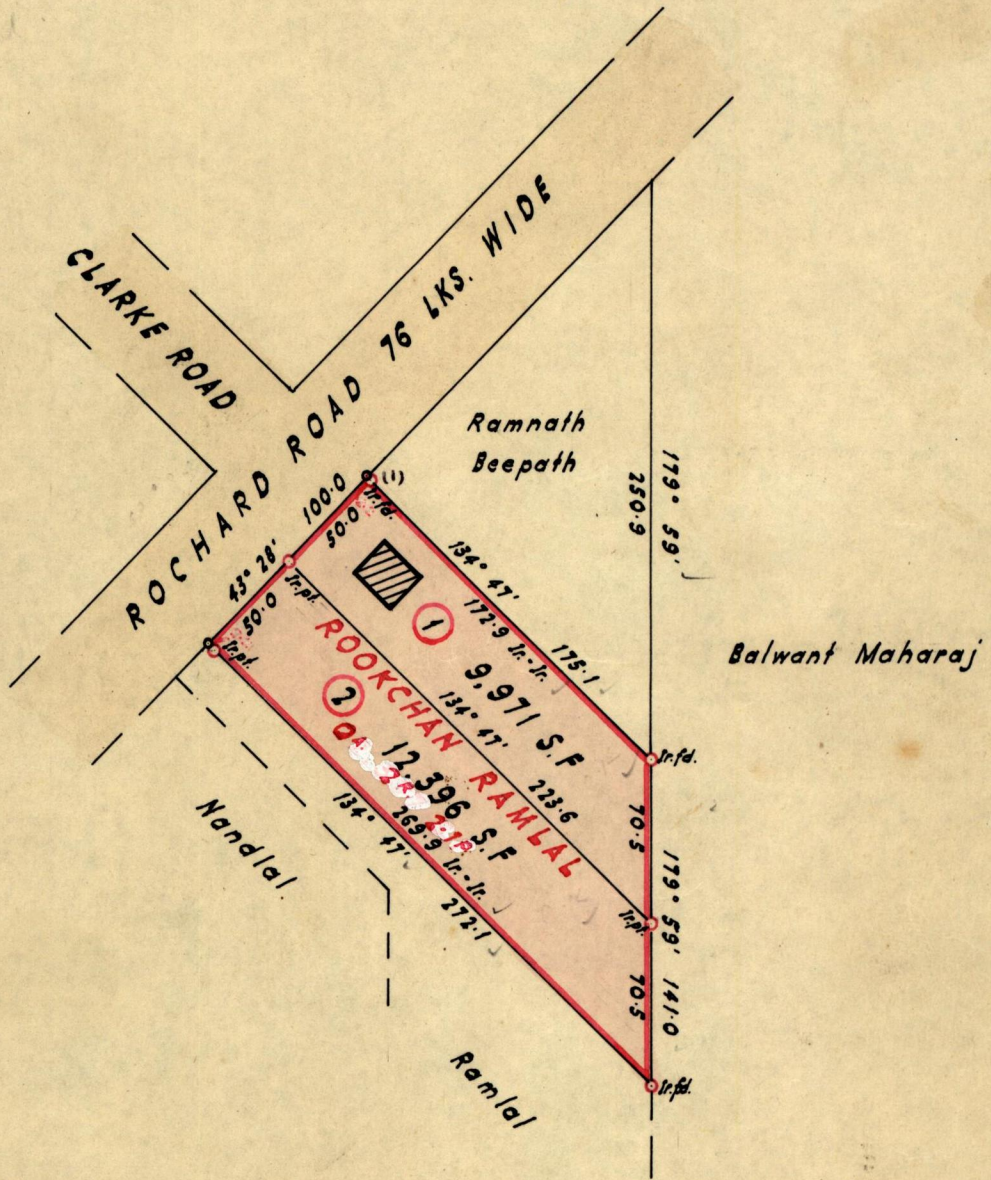 CLARKE ROAD
ROCHARD ROAD 76 LKS. WIDE
Ramnath
Beepath
179° 59'
250.9
(1)
Ir.fd.
100.0
50.0
43° 28'
50.0
Ir.pt.
Ir.pt.
134° 47'
172.9 Ir.-Ir.
175.1
1
9,971 S.F
Balwant Maharaj
ROOKCHAN RAMLAL
134° 47'
223.6
2
12,396 S.F
134° 47'
269.9 Ir.-Ir.
272.1
Ir.fd.
70.5
Ir.pt.
179° 59' 141.0
70.5
Ir.fd.
Nandlal
Ramlal